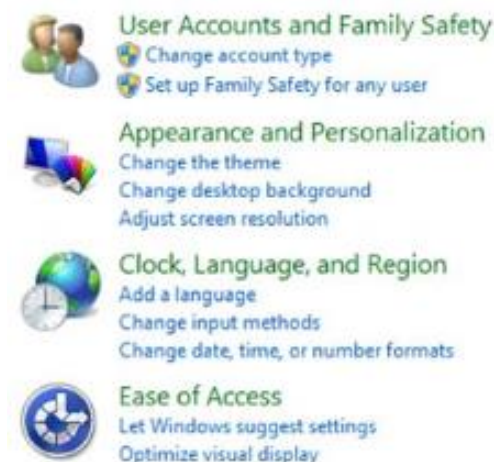 User Accounts and Family Safety
Change account type
Set up Family Safety for any user
Appearance and Personalization
Change the theme
Change desktop background
Adjust screen resolution
Clock, Language, and Region
Add a language
Change input methods
Change date, time, or number formats
Ease of Access
Let Windows suggest settings
Optimize visual display